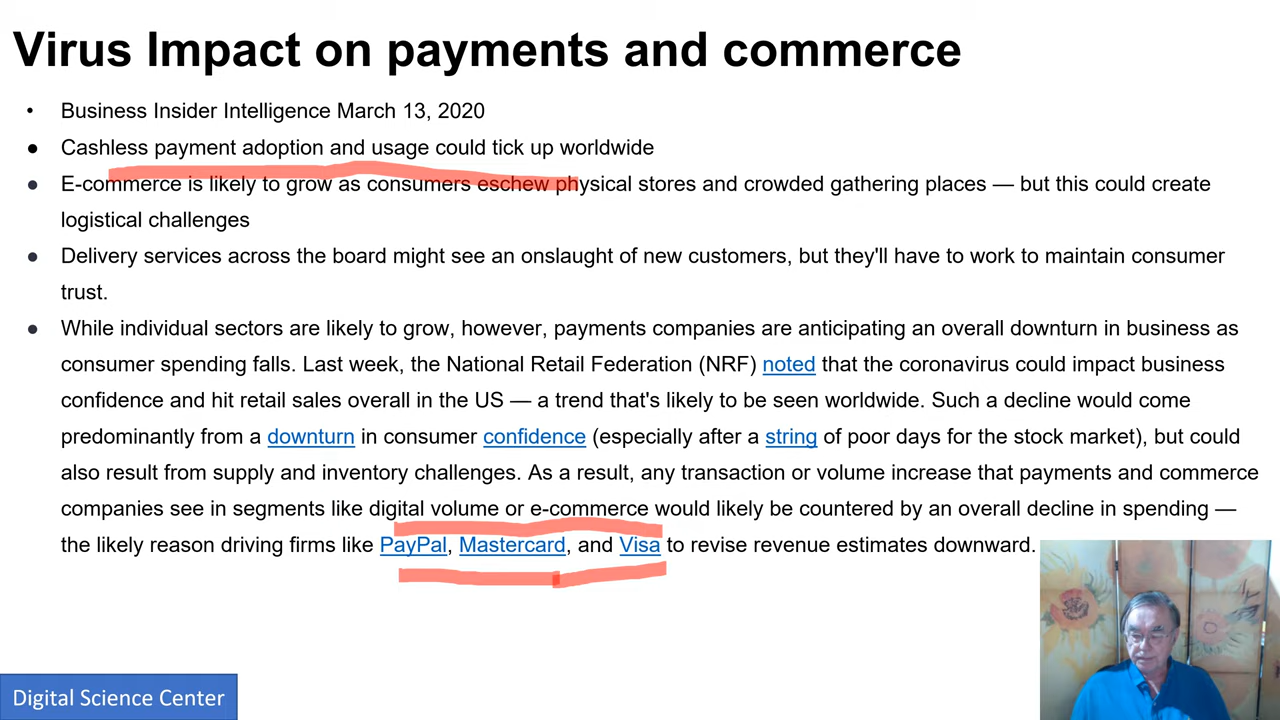 Virus Impact on payments and commerce
• Business Insider Intelligence March 13, 2020
● Cashless payment adoption and usage could tick up worldwide
● E-commerce is likely to grow as consumers eschew physical stores and crowded gathering places — but this could create
logistical challenges
● Delivery services across the board might see an onslaught of new customers, but they'll have to work to maintain consumer
trust.
● While individual sectors are likely to grow, however, payments companies are anticipating an overall downturn in business as
consumer spending falls. Last week, the National Retail Federation (NRF) noted that the coronavirus could impact business
confidence and hit retail sales overall in the US — a trend that's likely to be seen worldwide. Such a decline would come
predominantly from a downturn in consumer confidence (especially after a string of poor days for the stock market), but could
also result from supply and inventory challenges. As a result, any transaction or volume increase that payments and commerce
companies see in segments like digital volume or e-commerce would likely be countered by an overall decline in spending —
the likely reason driving firms like PayPal, Mastercard, and Visa to revise revenue estimates downward.
Digital Science Center